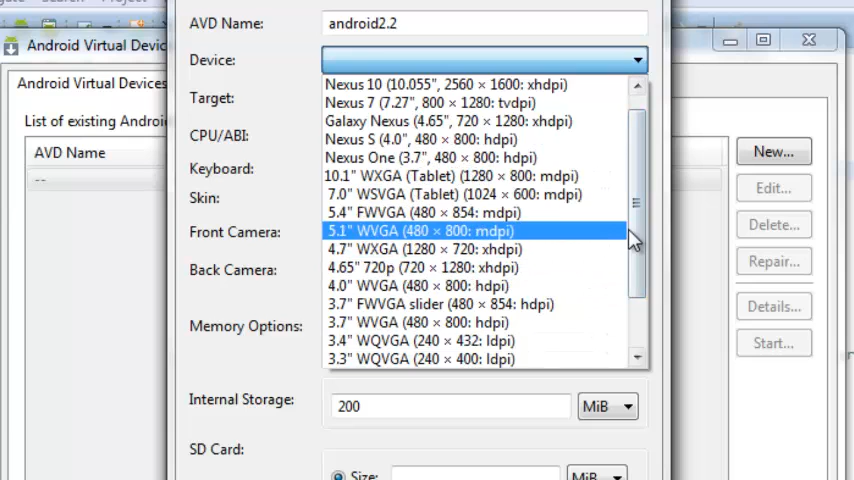 AVD Name: android2.2
Android Virtual Devic
Device:
Android Virtual Devices
Nexus 10 (10.055", 2560 × 1600: xhdpi)
Target:
Nexus 7 (7.27", 800 × 1280: tvdpi)
List of existing Androi
Galaxy Nexus (4.65", 720 × 1280: xhdpi)
CPU/ABI:
Nexus S (4.0", 480 × 800: hdpi)
AVD Name
Nexus One (3.7", 480 × 800: hdpi)
New...
Keyboard:
10.1" WXGA (Tablet) (1280 × 800: mdpi)
--
Edit...
Skin:
7.0" WSVGA (Tablet) (1024 × 600: mdpi)
5.4" FWVGA (480 × 854: mdpi)
Delete...
Front Camera:
5.1" WVGA (480 × 800: mdpi)
4.7" WXGA (1280 × 720: xhdpi)
Repair...
Back Camera:
4.65" 720p (720 × 1280: xhdpi)
4.0" WVGA (480 × 800: hdpi)
3.7" FWVGA slider (480 × 854: hdpi)
Details...
Memory Options:
3.7" WVGA (480 × 800: hdpi)
3.4" WQVGA (240 × 432: ldpi)
Start...
3.3" WQVGA (240 × 400: ldpi)
Internal Storage:
200
MiB
SD Card:
Size:
MiB